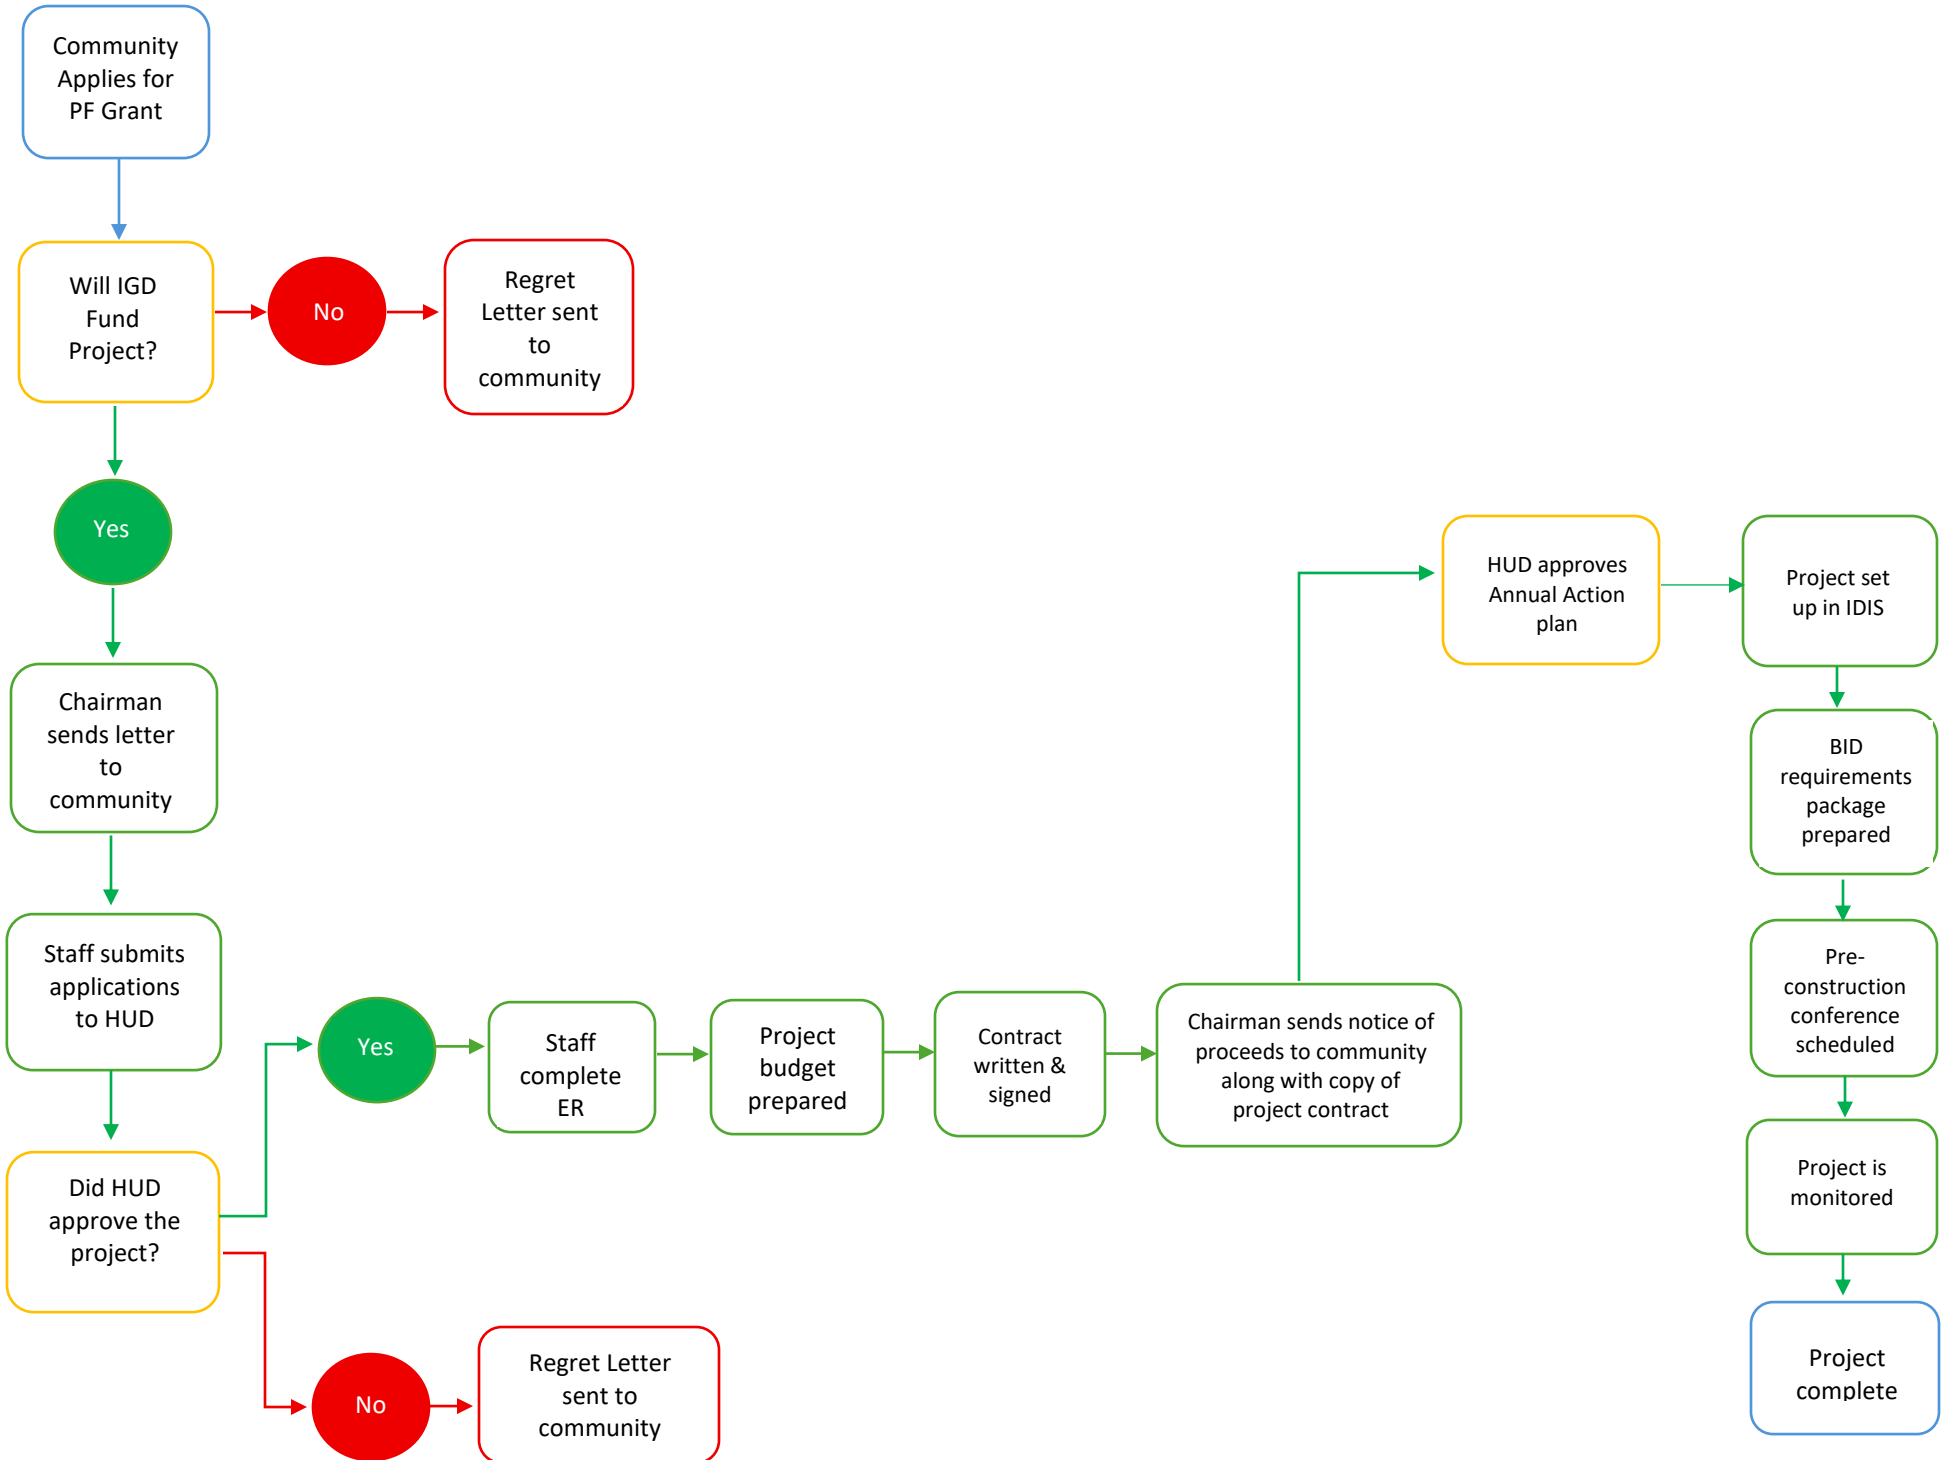 Community
Applies for
PF Grant
Will IGD
Fund
Project?
No
Regret
Letter sent
to
community
Yes
Chairman
sends letter
to
community
Staff submits
applications
to HUD
Did HUD
approve the
project?
Yes
Staff
complete
ER
Project
budget
prepared
Contract
written &
signed
Chairman sends notice of
proceeds to community
along with copy of
project contract
No
Regret Letter
sent to
community
HUD approves
Annual Action
plan
Project set
up in IDIS
BID
requirements
package
prepared
Pre-
construction
conference
scheduled
Project is
monitored
Project
complete